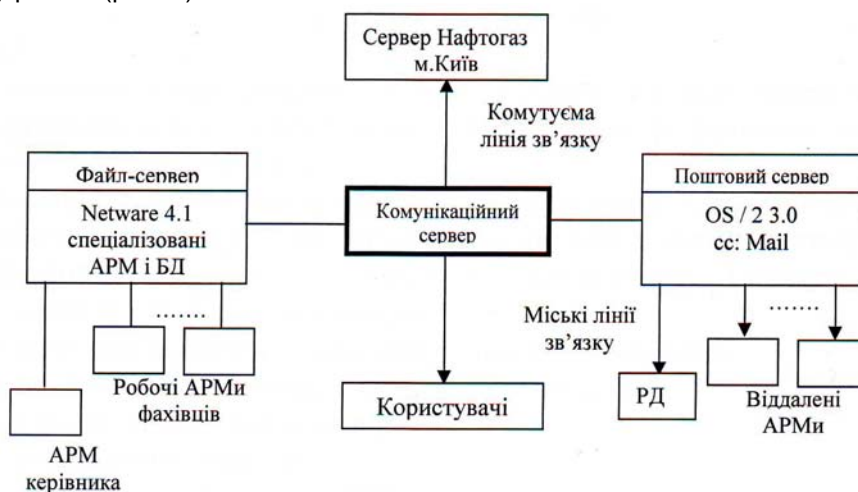 Сервер Нафтогаз
м.Київ
Комутуєма
лінія зв’язку
Файл-сервер
Netware 4.1
спеціалізовані
АРМ і БД
Комунікаційний
сервер
Поштовий сервер
OS / 2 3.0
cc: Mail
.......
.......
Міські лінії
зв’язку
Робочі АРМи
фахівців
Користувачі
РД
Віддалені
АРМи
АРМ
керівника